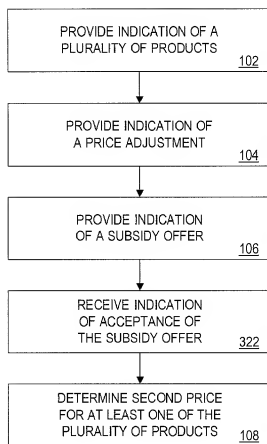 PROVIDE INDICATION OF A
PLURALITY OF PRODUCTS
102
PROVIDE INDICATION OF
A PRICE ADJUSTMENT
104
PROVIDE INDICATION
OF A SUBSIDY OFFER
106
RECEIVE INDICATION
OF ACCEPTANCE OF
THE SUBSIDY OFFER
322
DETERMINE SECOND PRICE
FOR AT LEAST ONE OF THE
PLURALITY OF PRODUCTS
108